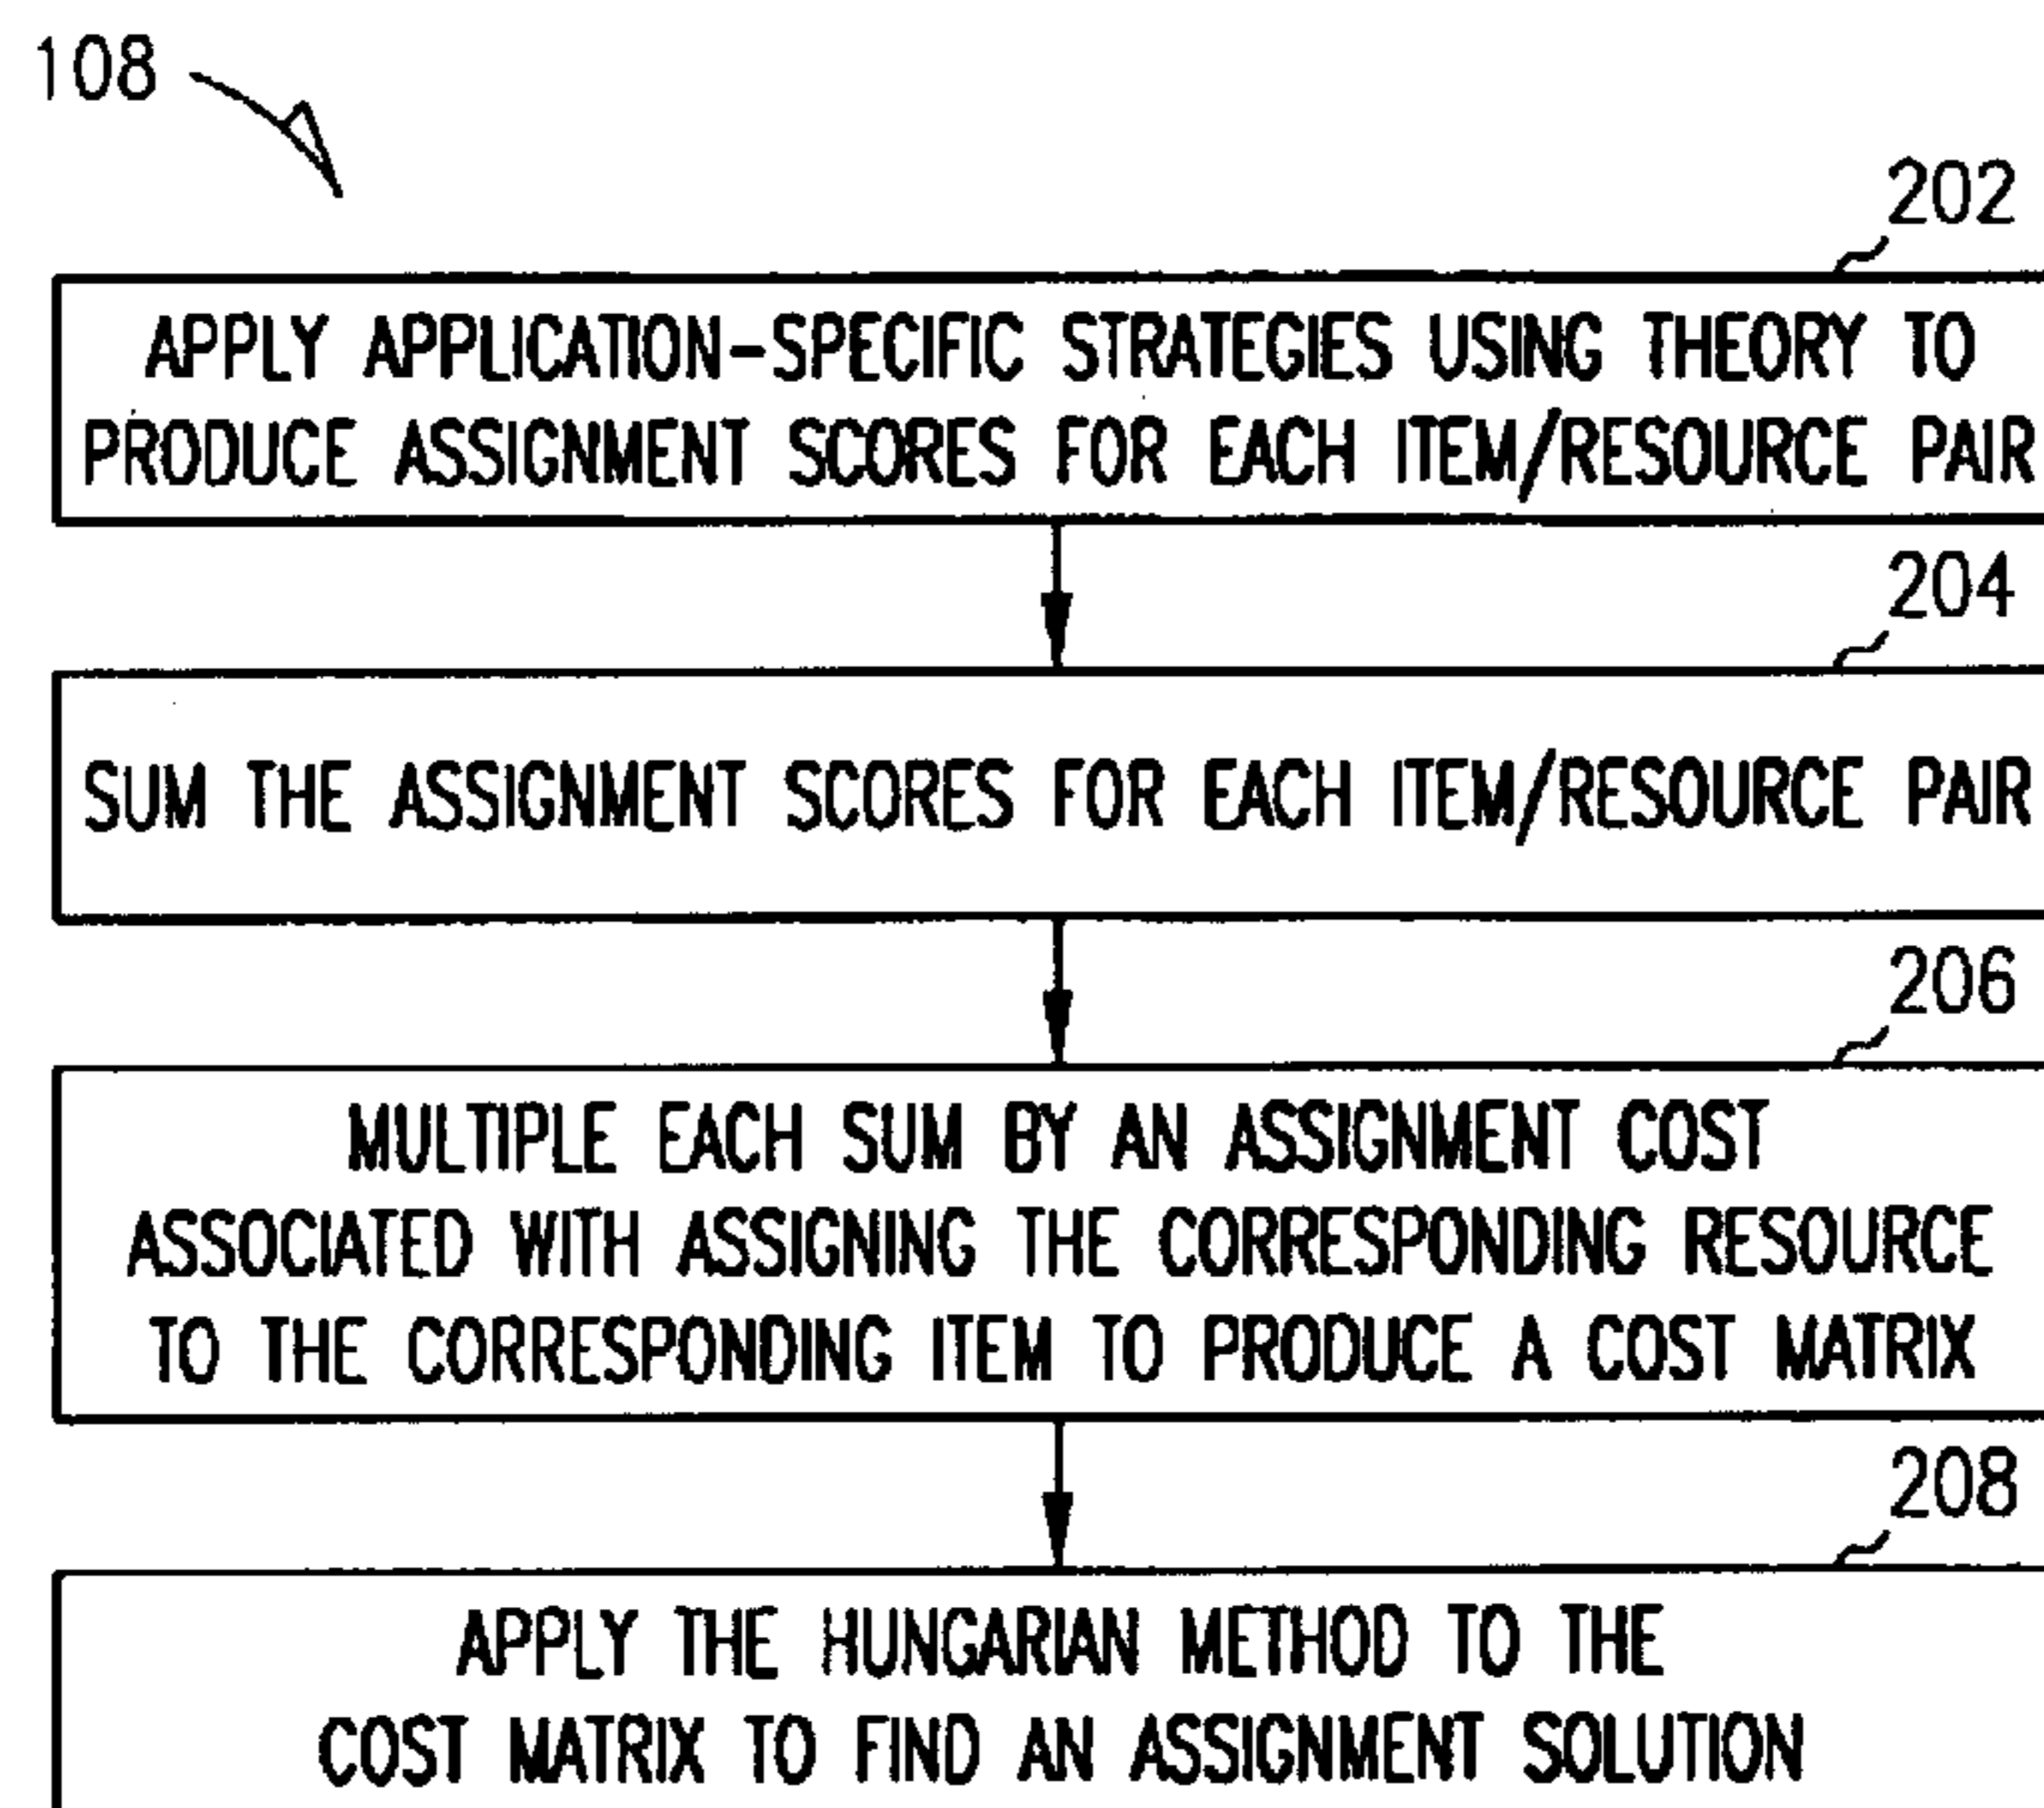 108
202
APPLY APPLICATION-SPECIFIC STRATEGIES USING THEORY TO
PRODUCE ASSIGNMENT SCORES FOR EACH ITEM/RESOURCE PAIR
204
SUM THE ASSIGNMENT SCORES FOR EACH ITEM/RESOURCE PAIR
206
MULTIPLE EACH SUM BY AN ASSIGNMENT COST
ASSOCIATED WITH ASSIGNING THE CORRESPONDING RESOURCE
TO THE CORRESPONDING ITEM TO PRODUCE A COST MATRIX
208
APPLY THE HUNGARIAN METHOD TO THE
COST MATRIX TO FIND AN ASSIGNMENT SOLUTION